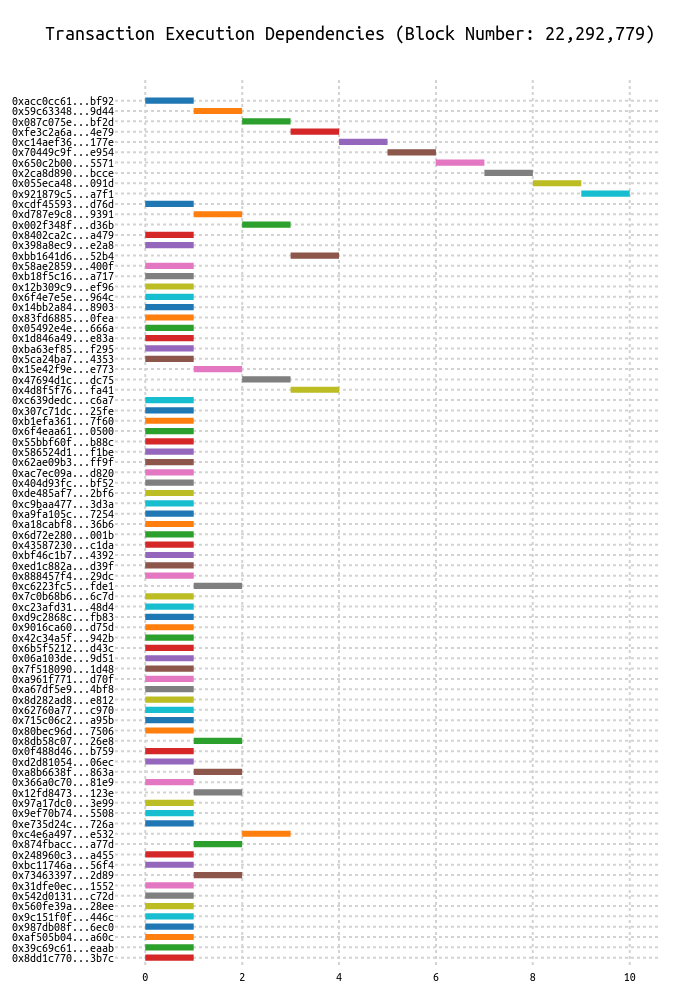 Transaction Execution Dependencies (Block Number: 22,292,779)
0xacc0cc61...bf92
0x59c63348...9d44
0x087c075e...bf2d
0xfe3c2a6a...4e79
0xc14aef36...177e
0x70449c9f...e954
0x650c2b00...5571
0x2ca8d890...bcce
0x055eca48...091d
0x921879c5...a7f1
0xcdf45593...d76d
0xd787e9c8...9391
0x002f348f...d36b
0x8402ca2c...a479
0x398a8ec9...e2a8
0xbb1641d6...52b4
0x58ae2859...400f
0xb18f5c16...a717
0x12b309c9...ef96
0x6f4e7e5e...964c
0x14bb2a84...8903
0x83fd6885...0fea
0x05492e4e...666a
0x1d846a49...e83a
0xba63ef85...f295
0x5ca24ba7...4353
0x15e42f9e...e773
0x47694d1c...dc75
0x4d8f5f76...fa41
0xc639dedc...c6a7
0x307c71dc...25fe
0xb1efa361...7f60
0x6f4eaa61...0500
0x55bbf60f...b88c
0x586524d1...f1be
0x62ae09b3...ff9f
0xac7ec09a...d820
0x404d93fc...bf52
0xde485af7...2bf6
0xc9baa477...3d3a
0xa9fa105c...7254
0xa18cabf8...36b6
0x6d72e280...001b
0x43587230...c1da
0xbf46c1b7...4392
0xed1c882a...d39f
0x888457f4...29dc
0xc6223fc5...fde1
0x7c0b68b6...6c7d
0xc23afd31...48d4
0xd9c2868c...fb83
0x9016ca60...d75d
0x42c34a5f...942b
0x6b5f5212...d43c
0x06a103de...9d51
0x7f518090...1d48
0xa961f771...d70f
0xa67df5e9...4bf8
0x8d282ad8...e812
0x62760a77...c970
0x715c06c2...a95b
0x80bec96d...7506
0x8db58c07...26e8
0x0f488d46...b759
0xd2d81054...06ec
0xa8b6638f...863a
0x366a0c70...81e9
0x12fd8473...123e
0x97a17dc0...3e99
0x9ef70b74...5508
0xe735d24c...726a
0xc4e6a497...e532
0x874fbacc...a77d
0x248960c3...a455
0xbc11746a...56f4
0x73463397...2d89
0x31dfe0ec...1552
0x542d0131...c72d
0x560fe39a...28ee
0x9c151f0f...446c
0x987db08f...6ec0
0xaf505b04...a60c
0x39c69c61...eaab
0x8dd1c770...3b7c
0 2 4 6 8 10